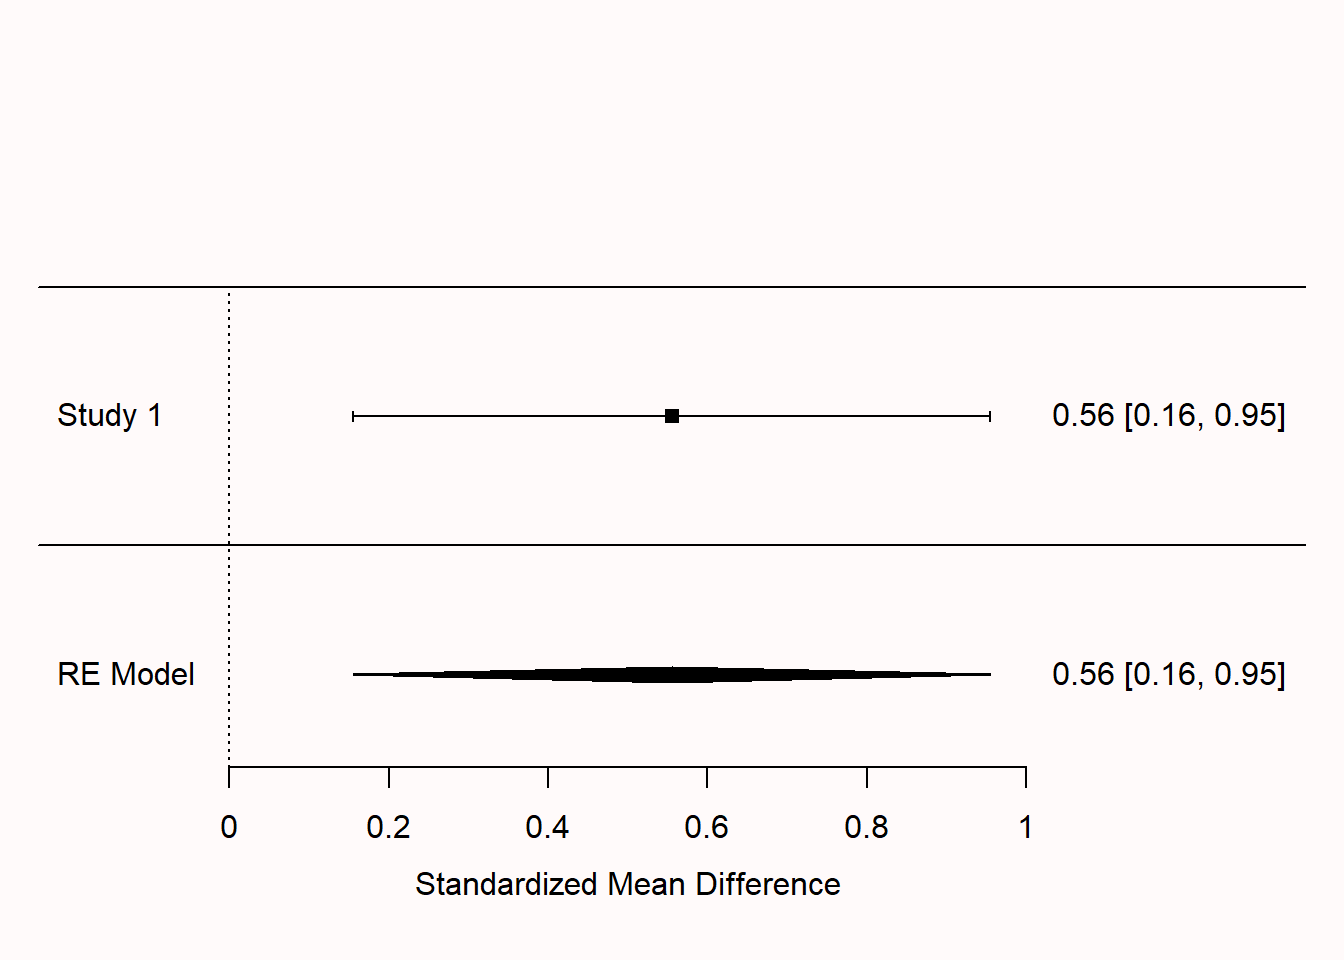 Study 1 0.56 [0.16, 0.95]
RE Model 0.56 [0.16, 0.95]
0 0.2 0.4 0.6 0.8 1
Standardized Mean Difference